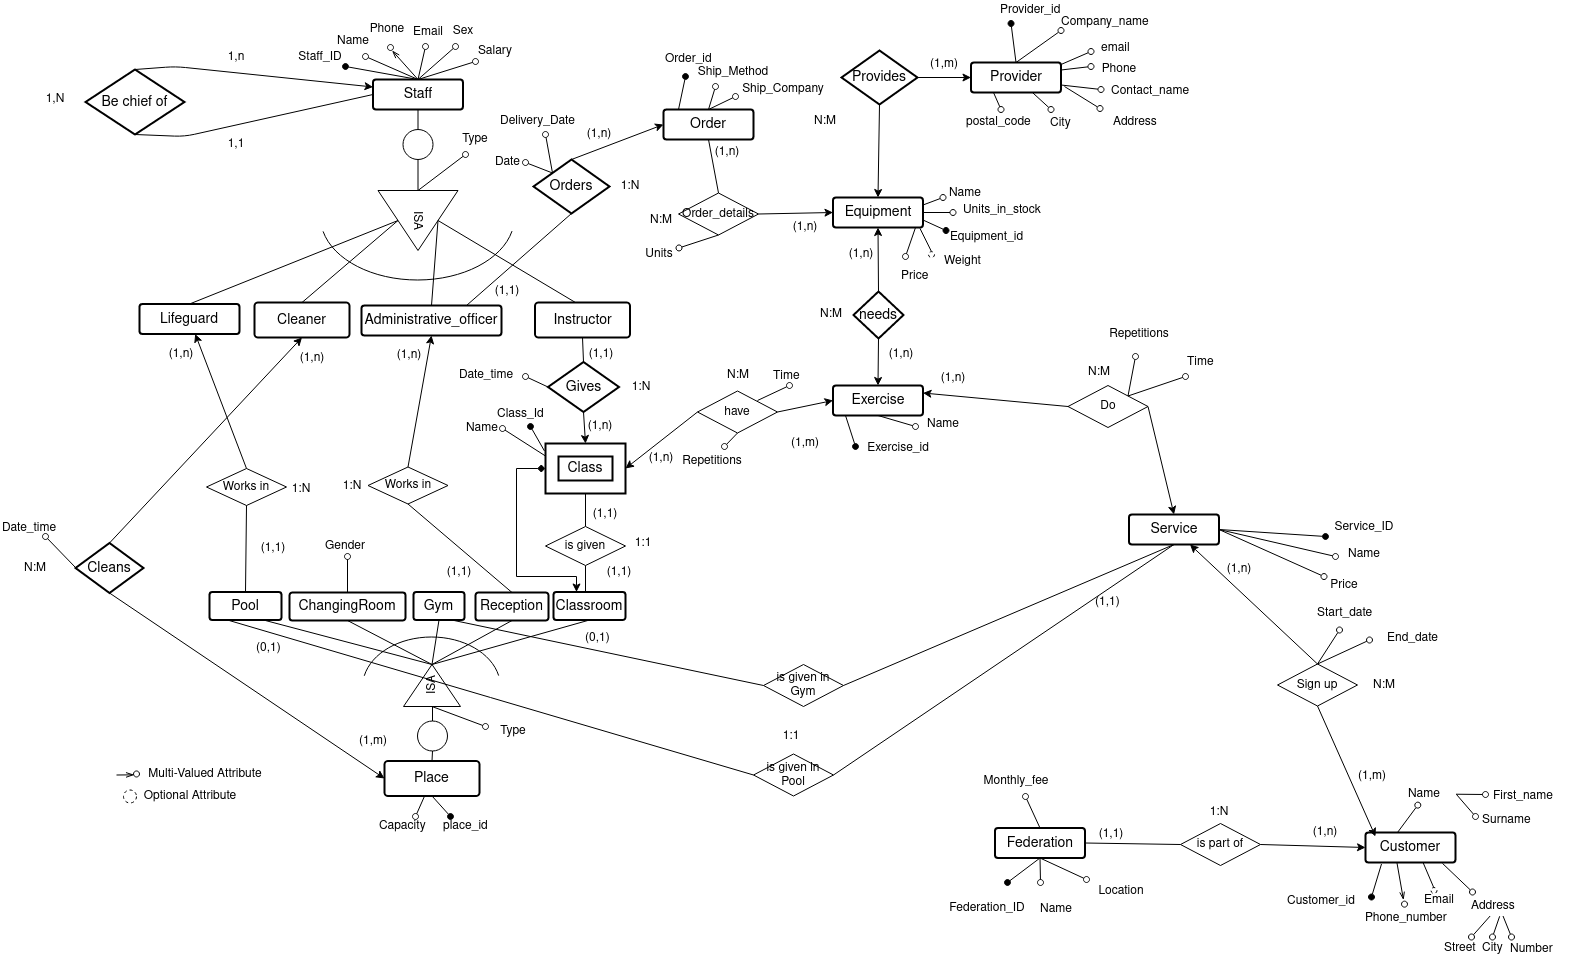 Provider_id
Company_name
Phone
Email
Sex
Name
Staff_ID
Salary
email
Phone
Contact_name
Address
City
postal_code
Provider
(1,m)
Provides
N:M
1,n
1,N
Be chief of
1,1
Staff
Type
Order_id
Ship_Method
Ship_Company
Order
(1,n)
Delivery_Date
Date
(1,n)
Orders
1:N
(1,1)
N:M
Order_details
Units
(1,n)
Equipment
Name
Units_in_stock
Equipment_id
Weight
Price
(1,n)
N:M
needs
(1,n)
ISA
Lifeguard
Cleaner
Administrative_officer
Instructor
(1,n)
(1,n)
(1,n)
(1,1)
Date_time
Gives
1:N
(1,n)
Class_Id
Name
Class
(1,n)
N:M
Time
have
Repetitions
(1,m)
Exercise
Name
Exercise_id
(1,n)
N:M
Repetitions
Time
Do
Works in
1:N
1:N
Works in
(1,1)
is given
1:1
(1,1)
Date_time
N:M
Cleans
(1,1)
Gender
(1,1)
Service
Service_ID
Name
Price
(1,n)
(1,1)
Pool
ChangingRoom
Gym
Reception
Classroom
(0,1)
(0,1)
ISA
Type
is given in
Gym
1:1
is given in
Pool
Start_date
End_date
Sign up
N:M
(1,m)
(1,m)
Multi-Valued Attribute
Optional Attribute
Place
Capacity
place_id
Monthly_fee
Federation
(1,1)
1:N
is part of
(1,n)
Federation_ID
Name
Location
Name
First_name
Surname
Customer
Customer_id
Phone_number
Email
Address
Street
City
Number